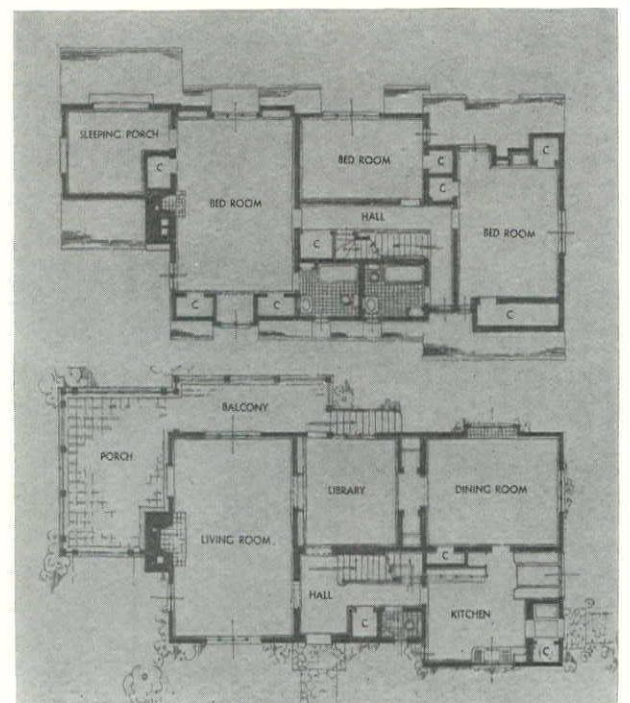 SLEEPING PORCH
C
BED ROOM
BED ROOM
C
C
C
HALL
BED ROOM
C
C
C
C
BALCONY
PORCH
LIVING ROOM
LIBRARY
DINING ROOM
C
HALL
C
KITCHEN
C